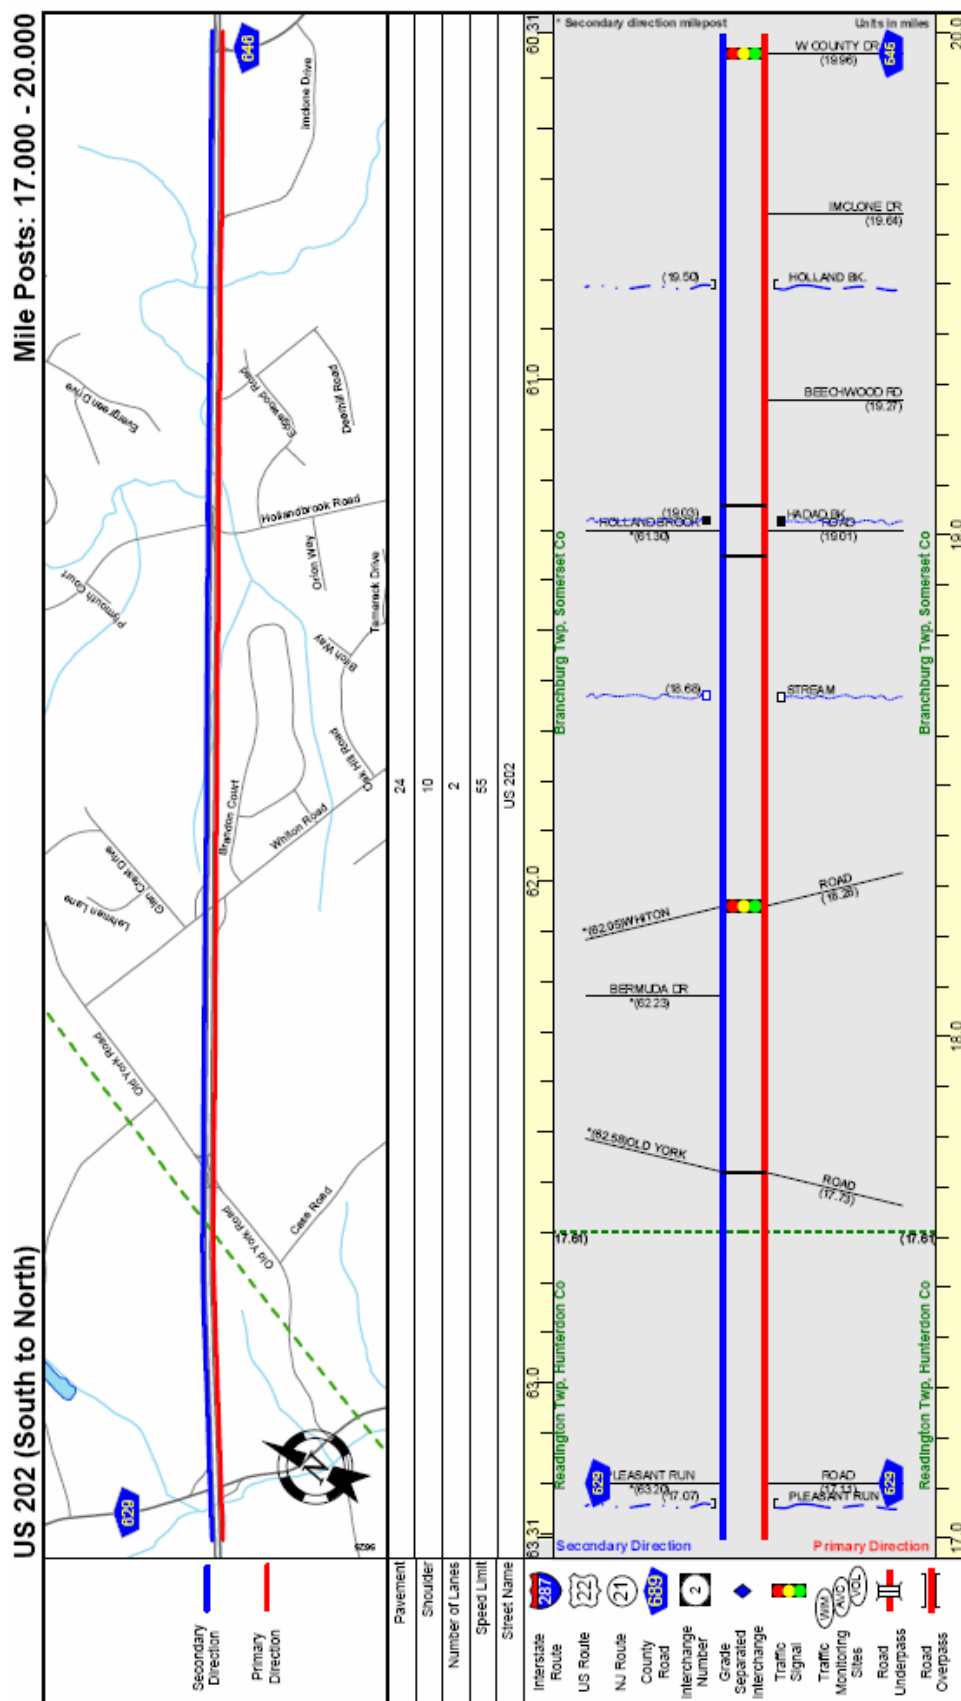 US 202 (South to North)
Mile Posts: 17.000 - 20.000
Secondary
Direction
Primary
Direction
629
Old York Road
Old York Road
Case Road
Lehman Lane
Glen Crest Drive
Brandon Court
Whiton Road
Oak Hill Road
Birch Way
Tamarack Drive
Orion Way
Plymouth Court
Hollandbrook Road
Evergreen Drive
Edgewood Road
Deerhill Road
Imclone Drive
646
N
Pavement
24
Shoulder
10
Number of Lanes
2
Speed Limit
55
Street Name
US 202
63.31
63.0
62.0
61.0
60.31
* Secondary direction milepost
Units in miles
Secondary Direction
Primary Direction
Readington Twp, Hunterdon Co
Branchburg Twp, Somerset Co
Readington Twp, Hunterdon Co
Branchburg Twp, Somerset Co
629
PLEASANT RUN
*(63.20)
(17.07)
ROAD
(17.11)
PLEASANT RUN
629
17.61)
(17.61)
*(62.58)OLD YORK
ROAD
(17.73)
BERMUDA DR
*(62.23)
*(62.05)WHITON
ROAD
(18.26)
(18.68)
STREAM
(19.03)
HOLLAND BROOK
*(61.30)
HADAD BK.
ROAD
(19.01)
BEECHWOOD RD
(19.27)
(19.50)
HOLLAND BK.
IMCLONE DR
(19.64)
W COUNTY DR
(19.96)
646
17.0
18.0
19.0
20.0
287
Interstate
Route
222
US Route
21
NJ Route
689
County
Road
2
Interchange
Number
Grade
Separated
Interchange
Traffic
Signal
WIM
AVC
VOL
Traffic
Monitoring
Sites
Road
Underpass
Road
Overpass